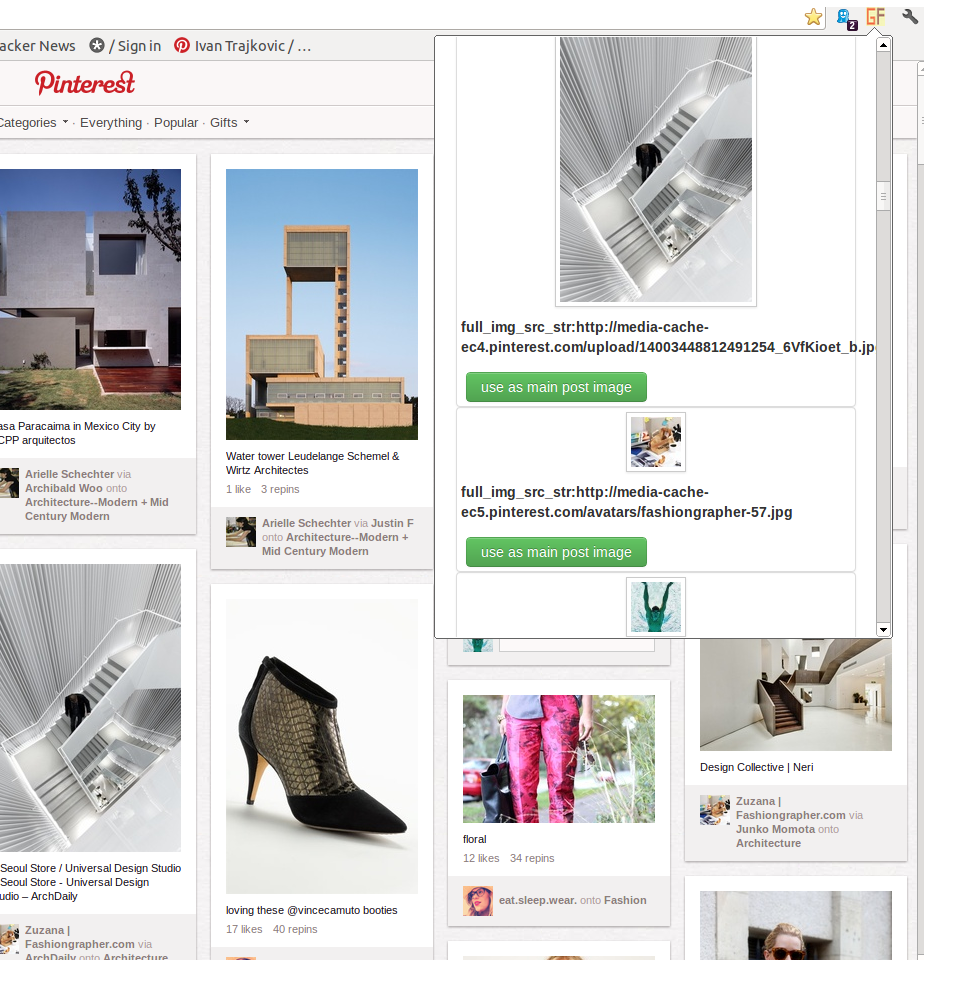 acker News / Sign in Ivan Trajkovic / …
GF
2
Pinterest
Categories · Everything · Popular · Gifts
asa Paracaima in Mexico City by
CPP arquitectos
Arielle Schechter via
Archibald Woo onto
Architecture--Modern + Mid
Century Modern
Seoul Store / Universal Design Studio
Seoul Store - Universal Design
udio – ArchDaily
Zuzana |
Fashiongrapher.com via
ArchDaily onto Architecture
Water tower Leudelange Schemel &
Wirtz Architectes
1 like 3 repins
Arielle Schechter via Justin F
onto Architecture--Modern +
Mid Century Modern
loving these @vincecamuto booties
17 likes 40 repins
full_img_src_str:http://media-cache-
ec4.pinterest.com/upload/14003448812491254_6VfKioet_b.jpg
use as main post image
full_img_src_str:http://media-cache-
ec5.pinterest.com/avatars/fashiongrapher-57.jpg
use as main post image
floral
12 likes 34 repins
eat.sleep.wear. onto Fashion
Design Collective | Neri
Zuzana |
Fashiongrapher.com via
Junko Momota onto
Architecture